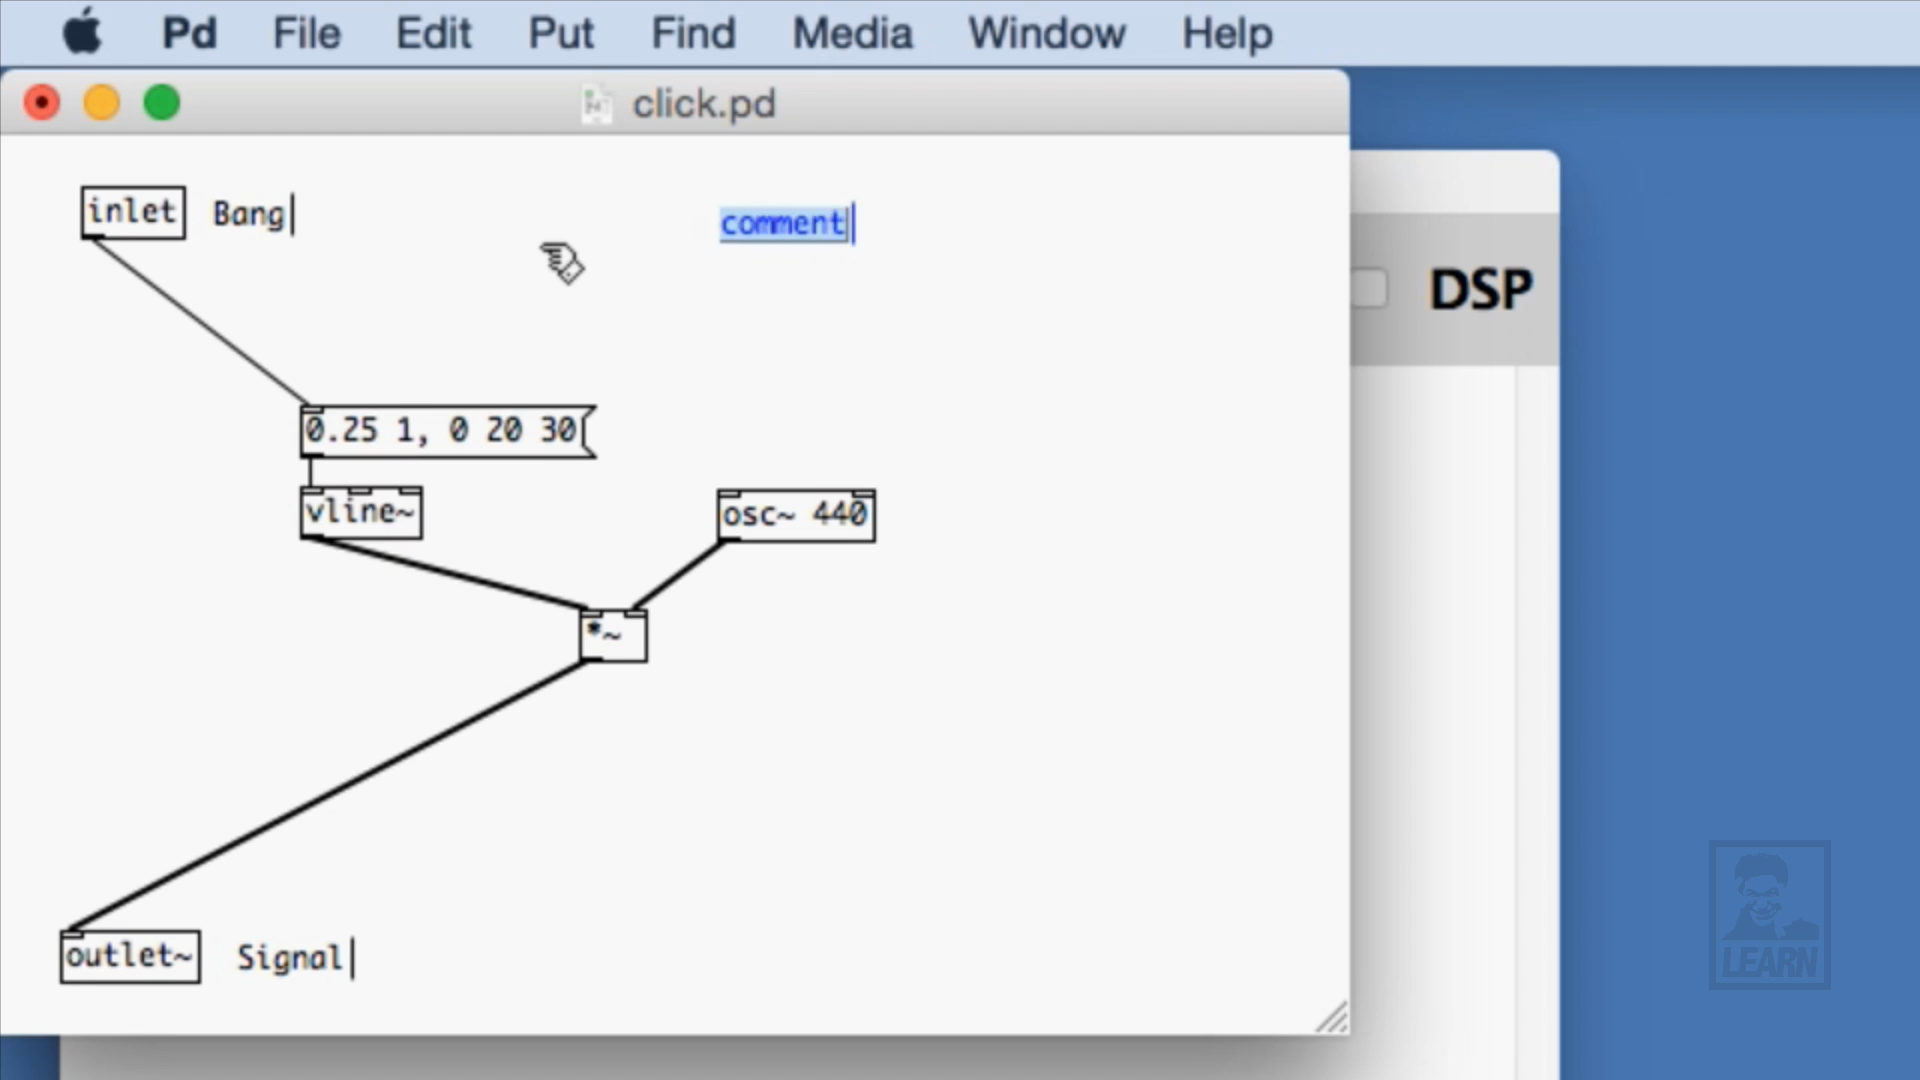 Pd File Edit Put Find Media Window Help
click.pd
inlet Bang
comment
DSP
0.25 1, 0 20 30
vline~
osc~ 440
*~
outlet~ Signal
LEARN